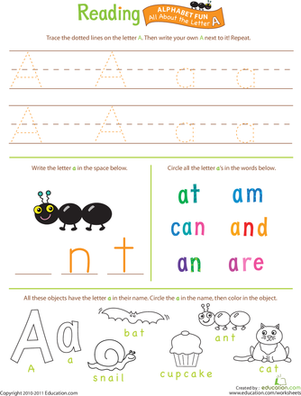 Reading
ALPHABET FUN
All About the Letter A
Trace the dotted lines on the letter A. Then write your own A next to it! Repeat.
A A a a
A A a a
Write the letter a in the space below.
Circle all the letter a's in the words below.
_ n t
at am
can and
an are
All these objects have the letter a in their name. Circle the a in the name, then color in the object.
A a
A
a
bat
snail
cupcake
ant
cat
Copyright 2010-2011 Education.com
Created by:
education.com
www.education.com/worksheets